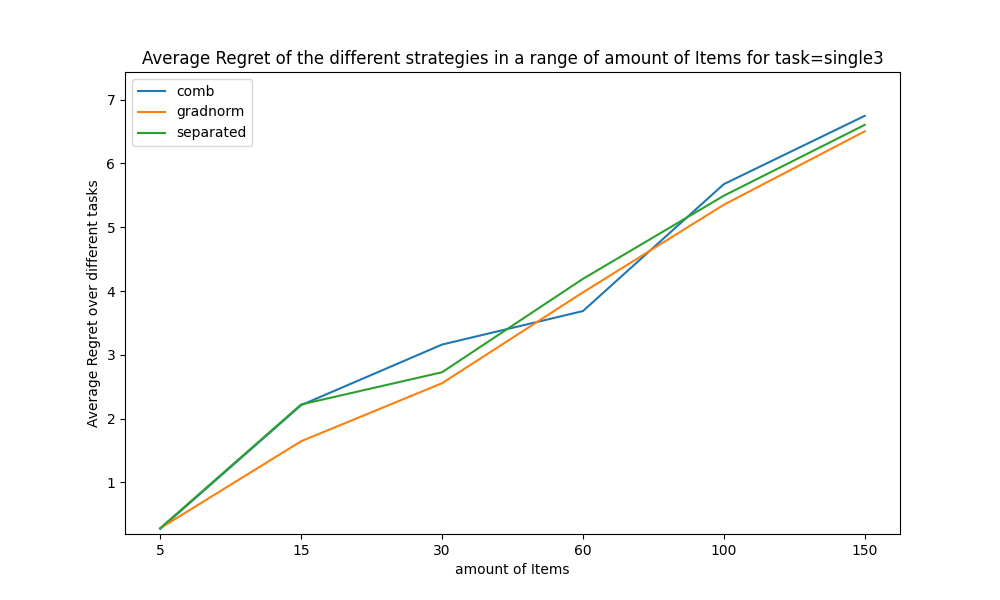 Average Regret of the different strategies in a range of amount of Items for task=single3
comb
gradnorm
separated
Average Regret over different tasks
7
6
5
4
3
2
1
5 15 30 60 100 150
amount of Items